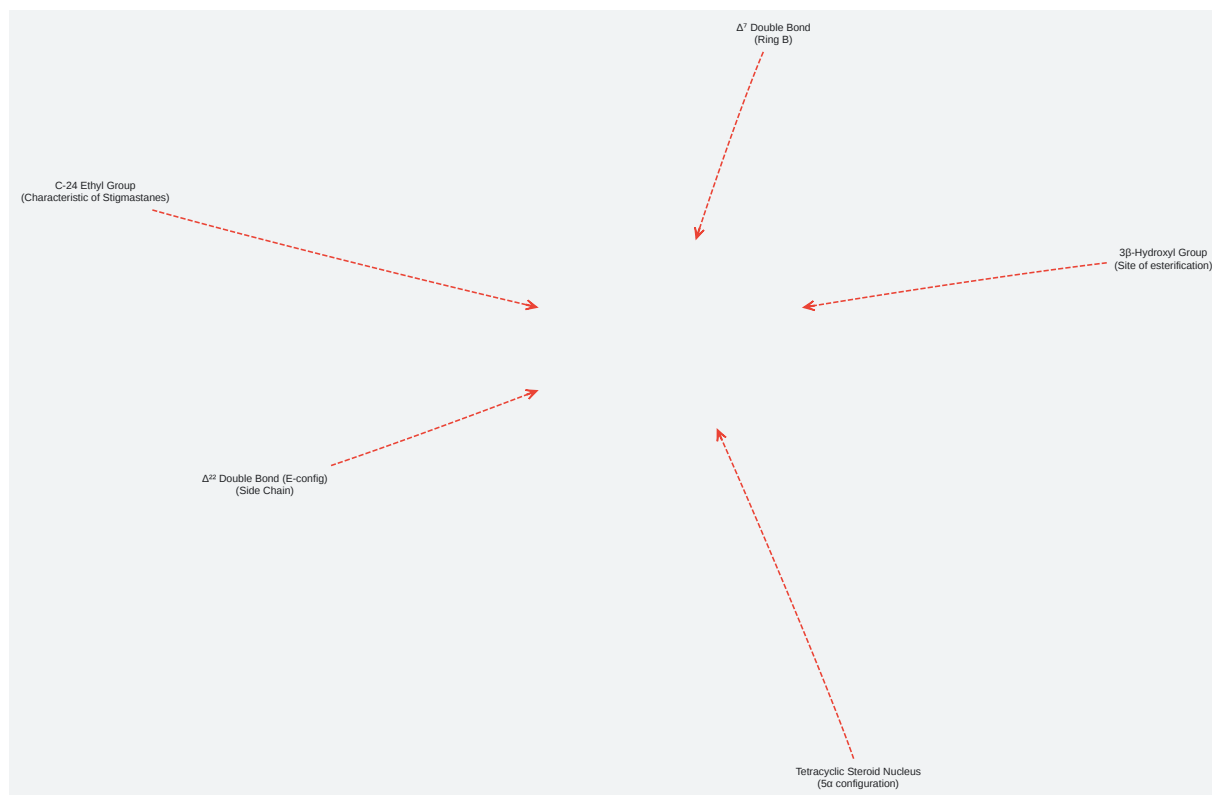 Δ⁷ Double Bond
(Ring B)
C-24 Ethyl Group
(Characteristic of Stigmastanes)
3β-Hydroxyl Group
(Site of esterification)
Δ²² Double Bond (E-config)
(Side Chain)
Tetracyclic Steroid Nucleus
(5α configuration)